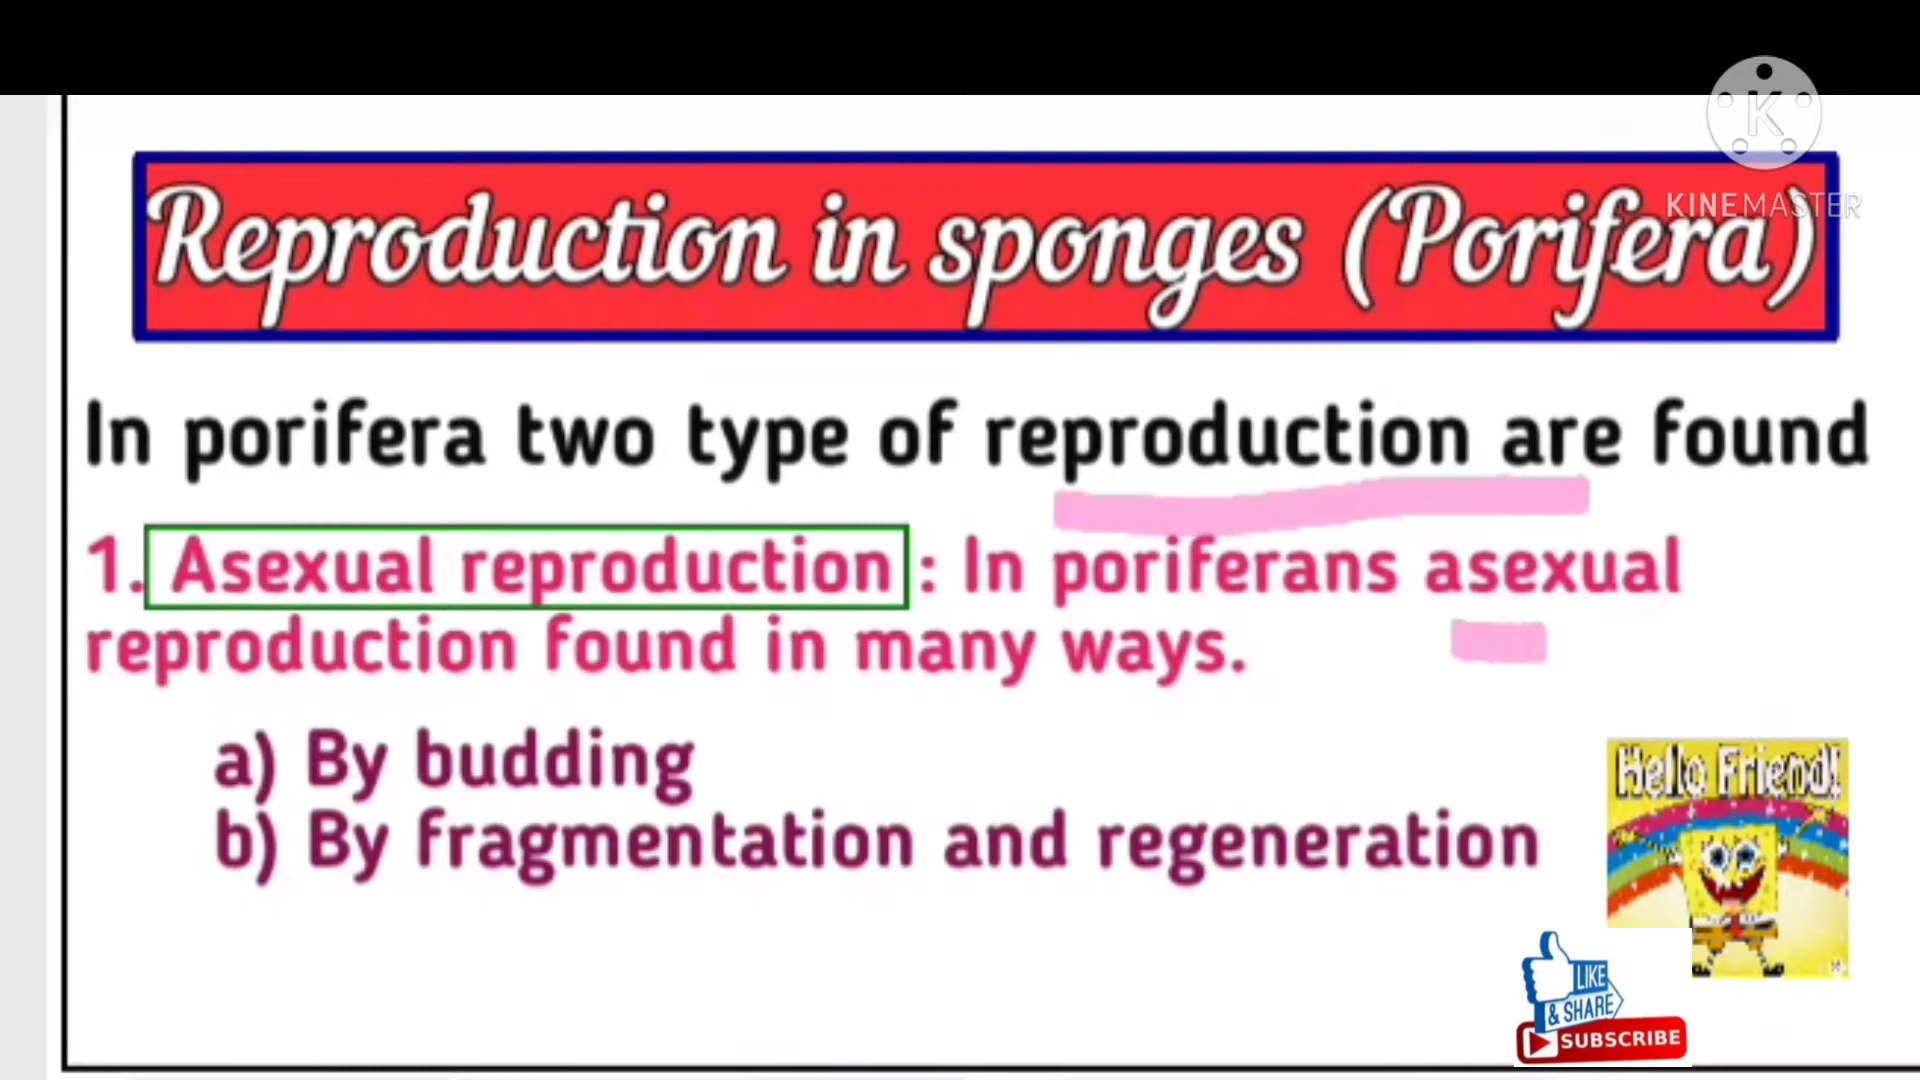 K
KINEMASTER
Reproduction in sponges (Porifera)
In porifera two type of reproduction are found
1. Asexual reproduction : In poriferans asexual
reproduction found in many ways.
a) By budding
b) By fragmentation and regeneration
Hello Friend!
LIKE
& SHARE
SUBSCRIBE